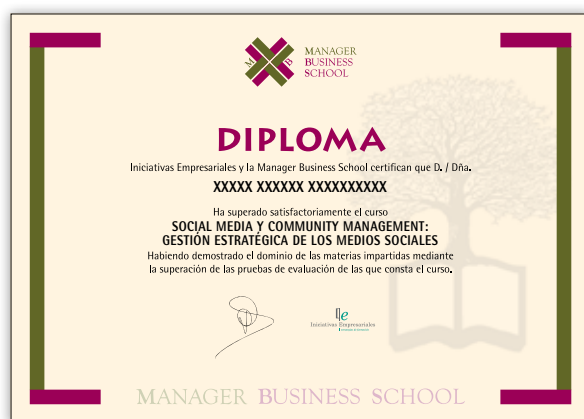 M B
MANAGER
BUSINESS
SCHOOL
DIPLOMA
Iniciativas Empresariales y la Manager Business School certifican que D. / Dña.
XXXXX XXXXXX XXXXXXXXXX
Ha superado satisfactoriamente el curso
SOCIAL MEDIA Y COMMUNITY MANAGEMENT:
GESTIÓN ESTRATÉGICA DE LOS MEDIOS SOCIALES
Habiendo demostrado el dominio de las materias impartidas mediante
la superación de las pruebas de evaluación de las que consta el curso.
Ie
Iniciativas Empresariales
MANAGER BUSINESS SCHOOL